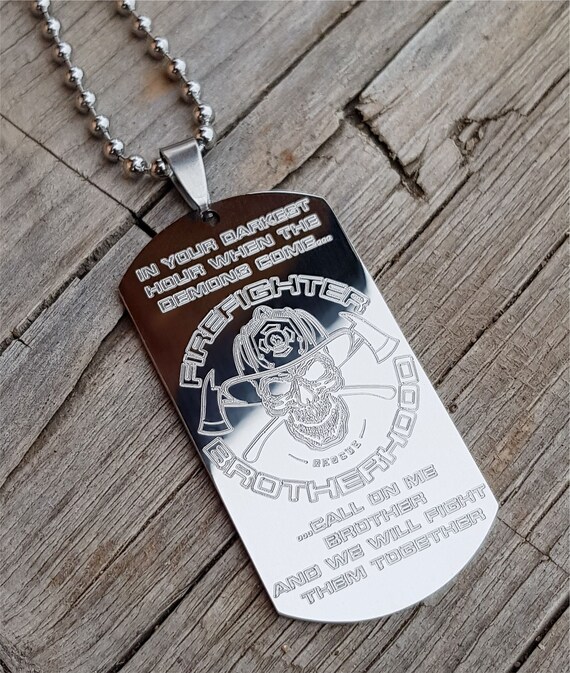 IN YOUR DARKEST
HOUR WHEN THE
DEMONS COME...
FIREFIGHTER
RESCUE
BROTHERHOOD
...CALL ON ME
BROTHER
AND WE WILL FIGHT
THEM TOGETHER